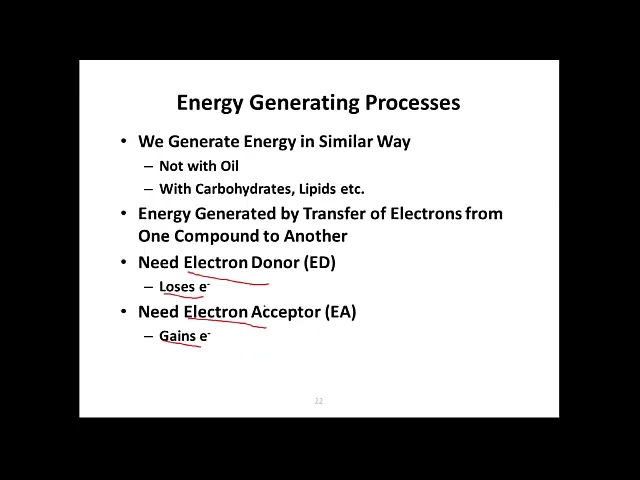 Energy Generating Processes
• We Generate Energy in Similar Way
– Not with Oil
– With Carbohydrates, Lipids etc.
• Energy Generated by Transfer of Electrons from
One Compound to Another
• Need Electron Donor (ED)
– Loses e⁻
• Need Electron Acceptor (EA)
– Gains e⁻
12